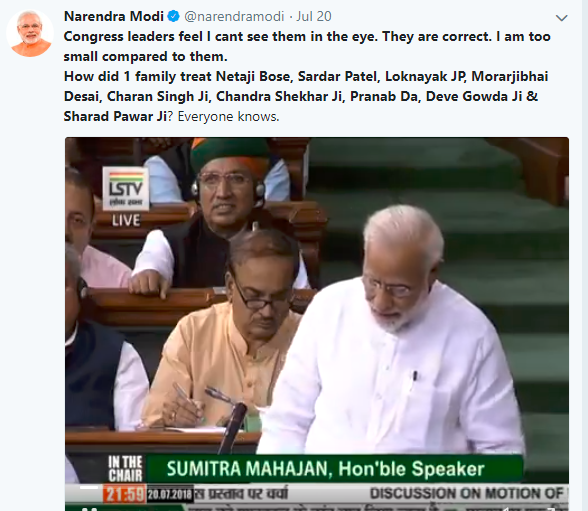 Narendra Modi @narendramodi · Jul 20
Congress leaders feel I cant see them in the eye. They are correct. I am too
small compared to them.
How did 1 family treat Netaji Bose, Sardar Patel, Loknayak JP, Morarjibhai
Desai, Charan Singh Ji, Chandra Shekhar Ji, Pranab Da, Deve Gowda Ji &
Sharad Pawar Ji? Everyone knows.
LSTV
लोक सभा
LIVE
IN THE
CHAIR
SUMITRA MAHAJAN, Hon'ble Speaker
21:59
20.07.2018
प्रस्ताव पर चर्चा
DISCUSSION ON MOTION OF